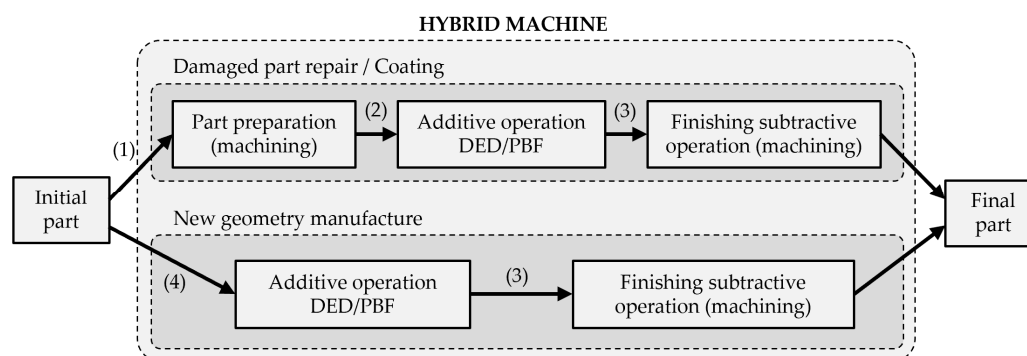 HYBRID MACHINE
Damaged part repair / Coating
(1)
Part preparation
(machining)
(2)
Additive operation
DED/PBF
(3)
Finishing subtractive
operation (machining)
Initial
part
Final
part
New geometry manufacture
(4)
Additive operation
DED/PBF
(3)
Finishing subtractive
operation (machining)